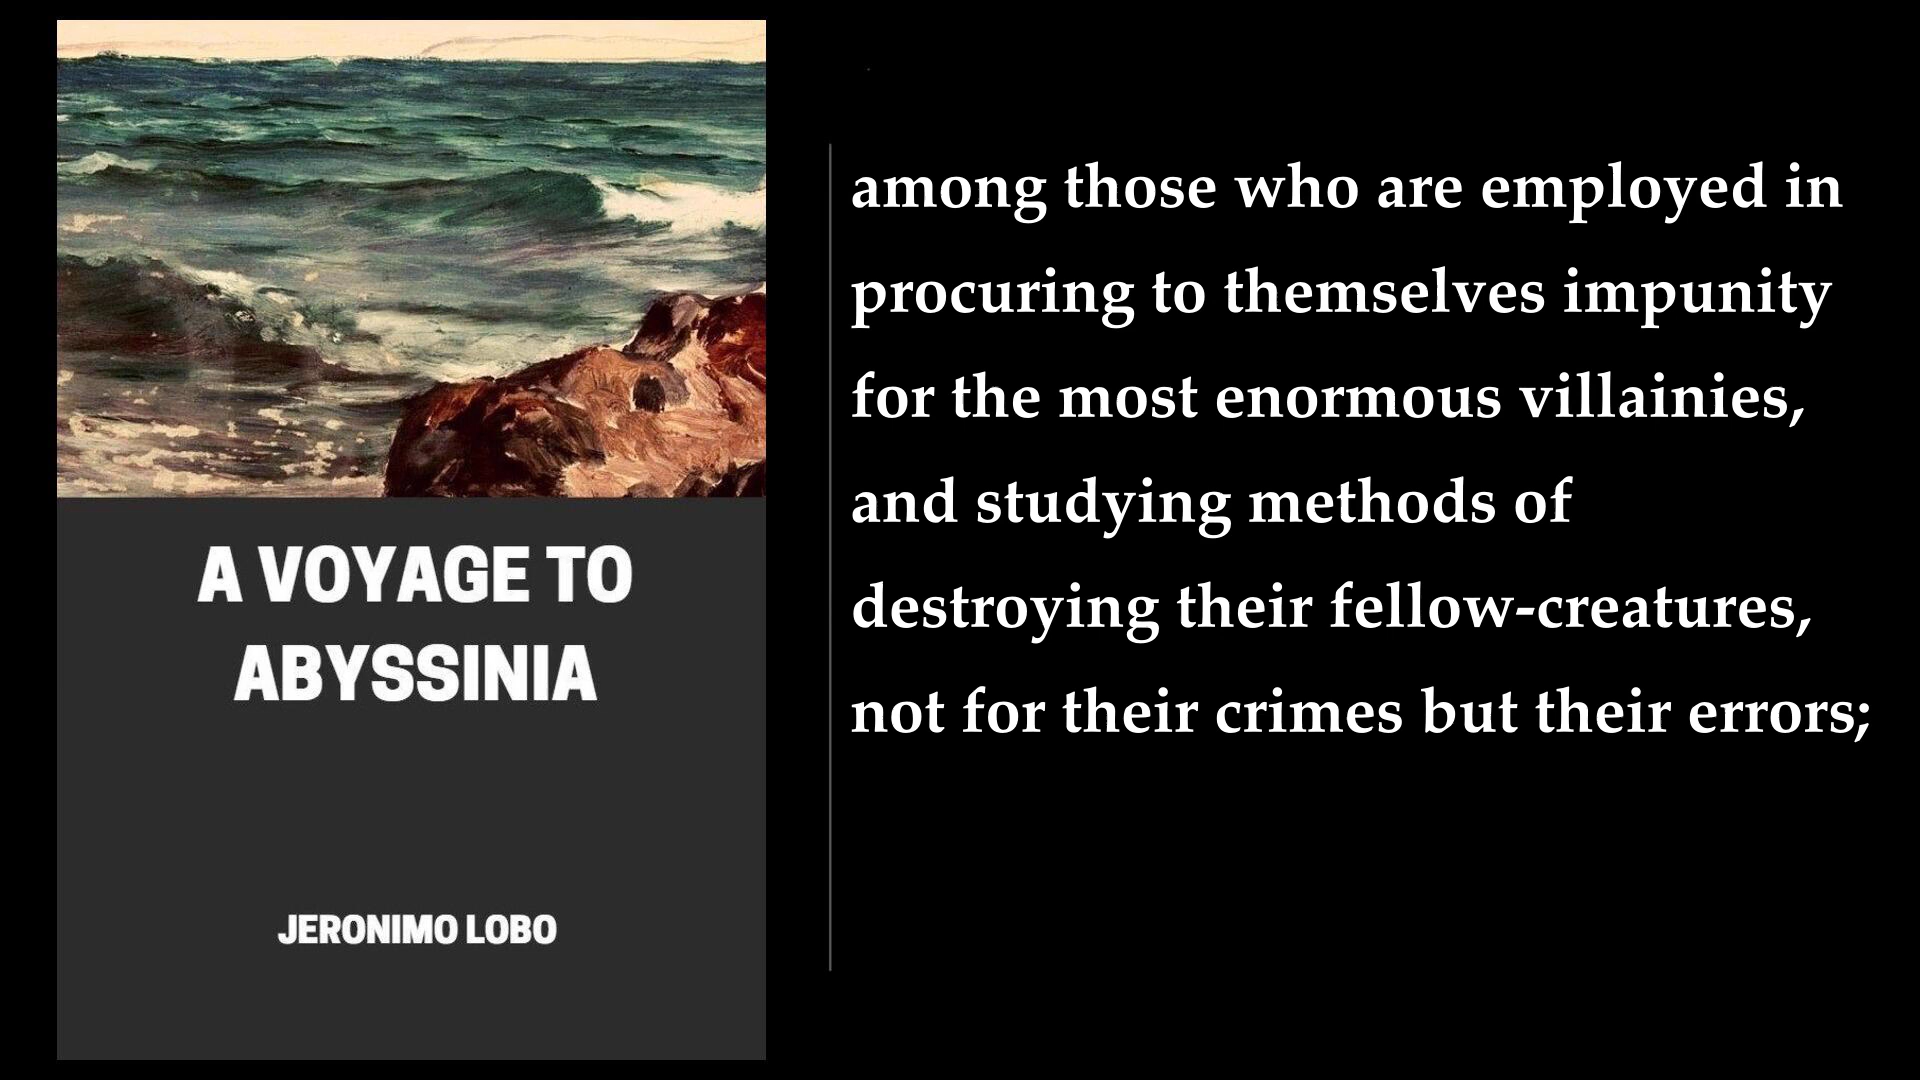 A VOYAGE TO
ABYSSINIA
JERONIMO LOBO
among those who are employed in
procuring to themselves impunity
for the most enormous villainies,
and studying methods of
destroying their fellow-creatures,
not for their crimes but their errors;